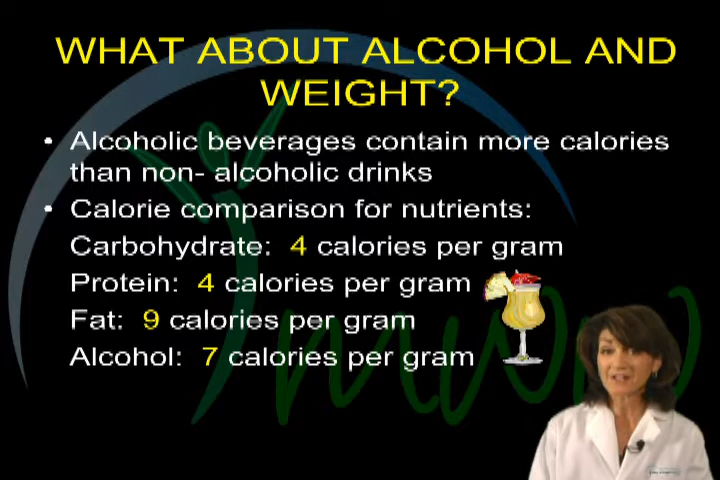 WHAT ABOUT ALCOHOL AND
WEIGHT?
• Alcoholic beverages contain more calories
than non- alcoholic drinks
• Calorie comparison for nutrients:
Carbohydrate: 4 calories per gram
Protein: 4 calories per gram
Fat: 9 calories per gram
Alcohol: 7 calories per gram